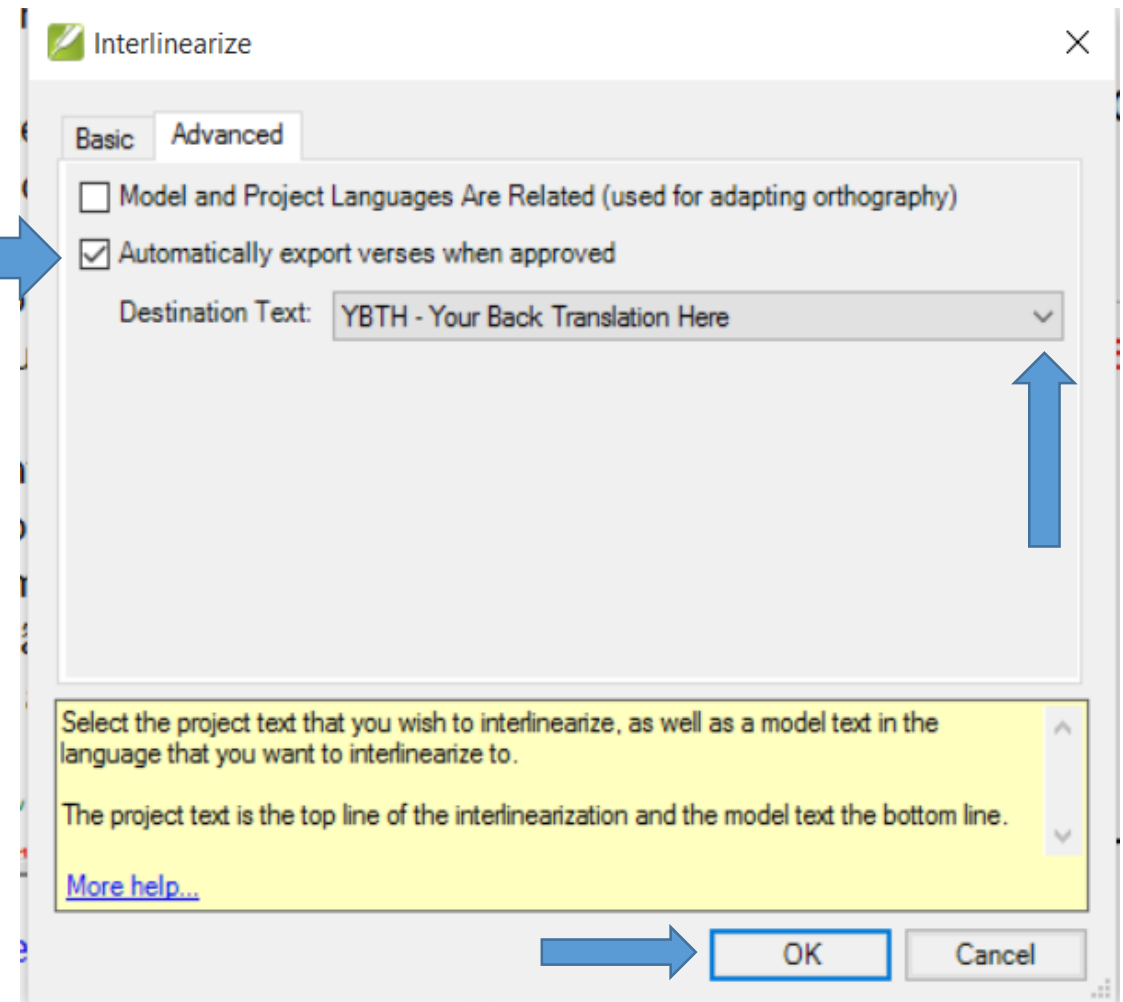 Interlinearize
Basic
Advanced
Model and Project Languages Are Related (used for adapting orthography)
Automatically export verses when approved
Destination Text:
YBTH - Your Back Translation Here
Select the project text that you wish to interlinearize, as well as a model text in the
language that you want to interlinearize to.
The project text is the top line of the interlinearization and the model text the bottom line.
More help...
OK
Cancel